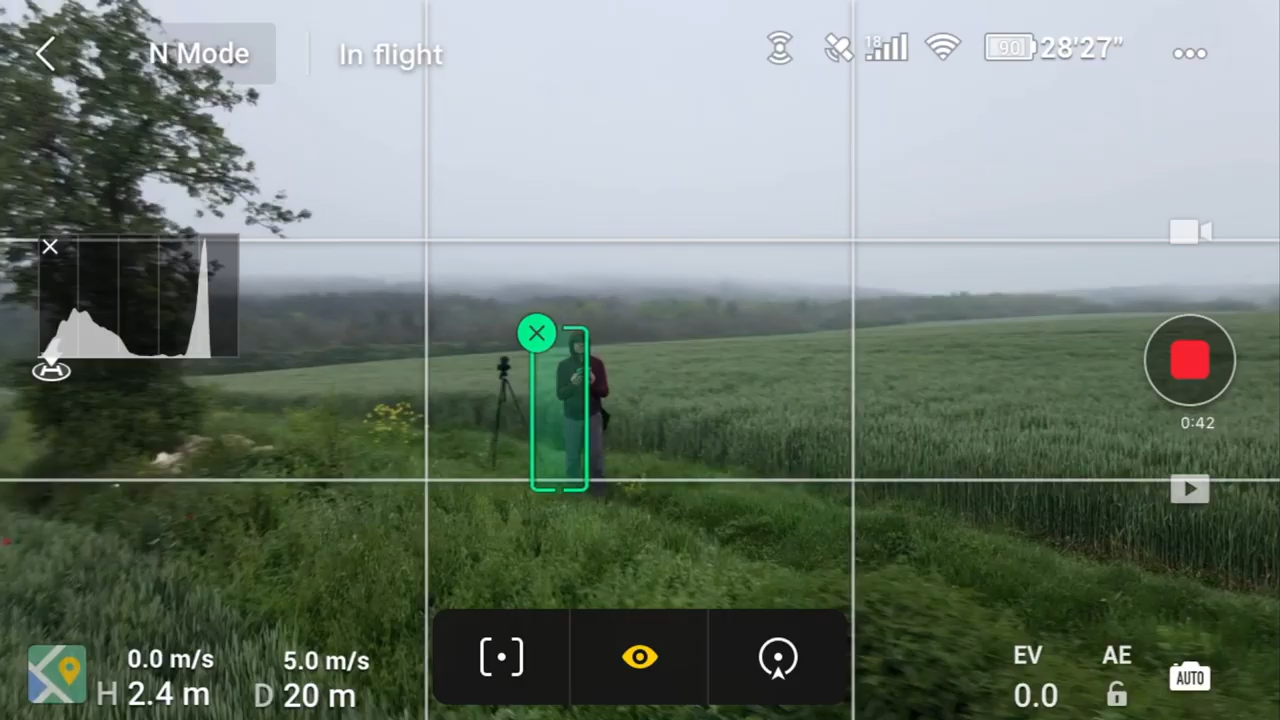 N Mode
In flight
18
90
28'27"
0:42
0.0 m/s
5.0 m/s
H 2.4 m
D 20 m
EV
AE
0.0
AUTO